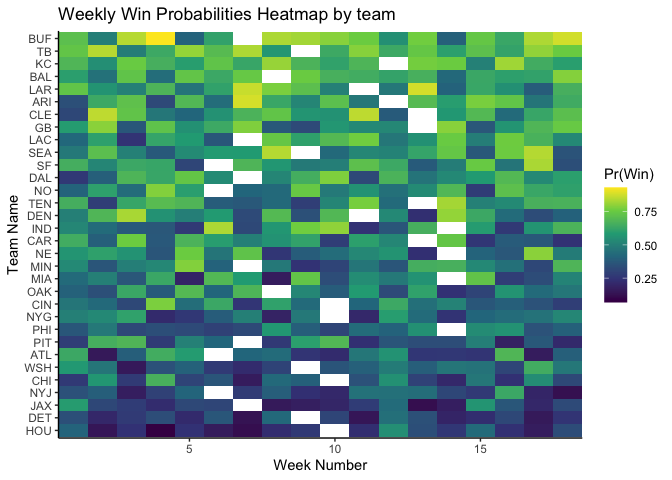 Weekly Win Probabilities Heatmap by team
Team Name
BUF
TB
KC
BAL
LAR
ARI
CLE
GB
LAC
SEA
SF
DAL
NO
TEN
DEN
IND
CAR
NE
MIN
MIA
OAK
CIN
NYG
PHI
PIT
ATL
WSH
CHI
NYJ
JAX
DET
HOU
5
10
15
Week Number
Pr(Win)
0.75
0.50
0.25